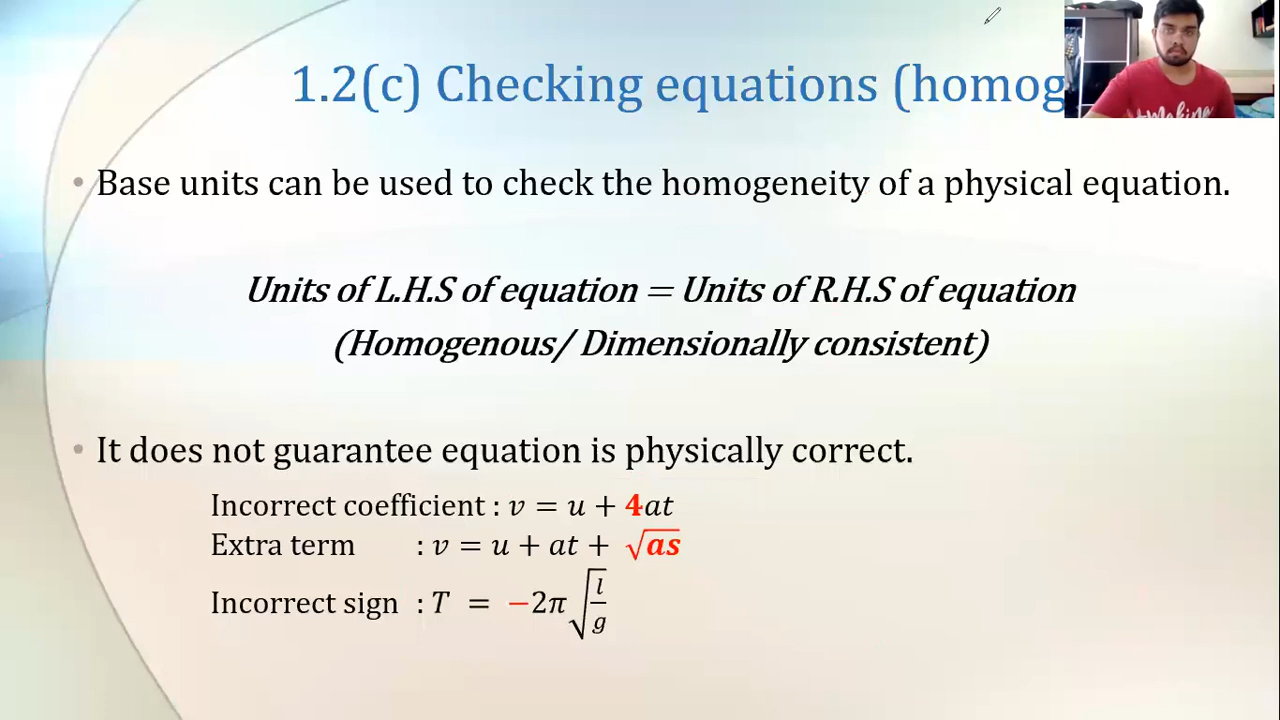 1.2(c) Checking equations (homog
• Base units can be used to check the homogeneity of a physical equation.
Units of L.H.S of equation = Units of R.H.S of equation
(Homogenous/ Dimensionally consistent)
• It does not guarantee equation is physically correct.
Incorrect coefficient : v = u + 4at
Extra term : v = u + at + √as
Incorrect sign : T = −2π√(l/g)
Making